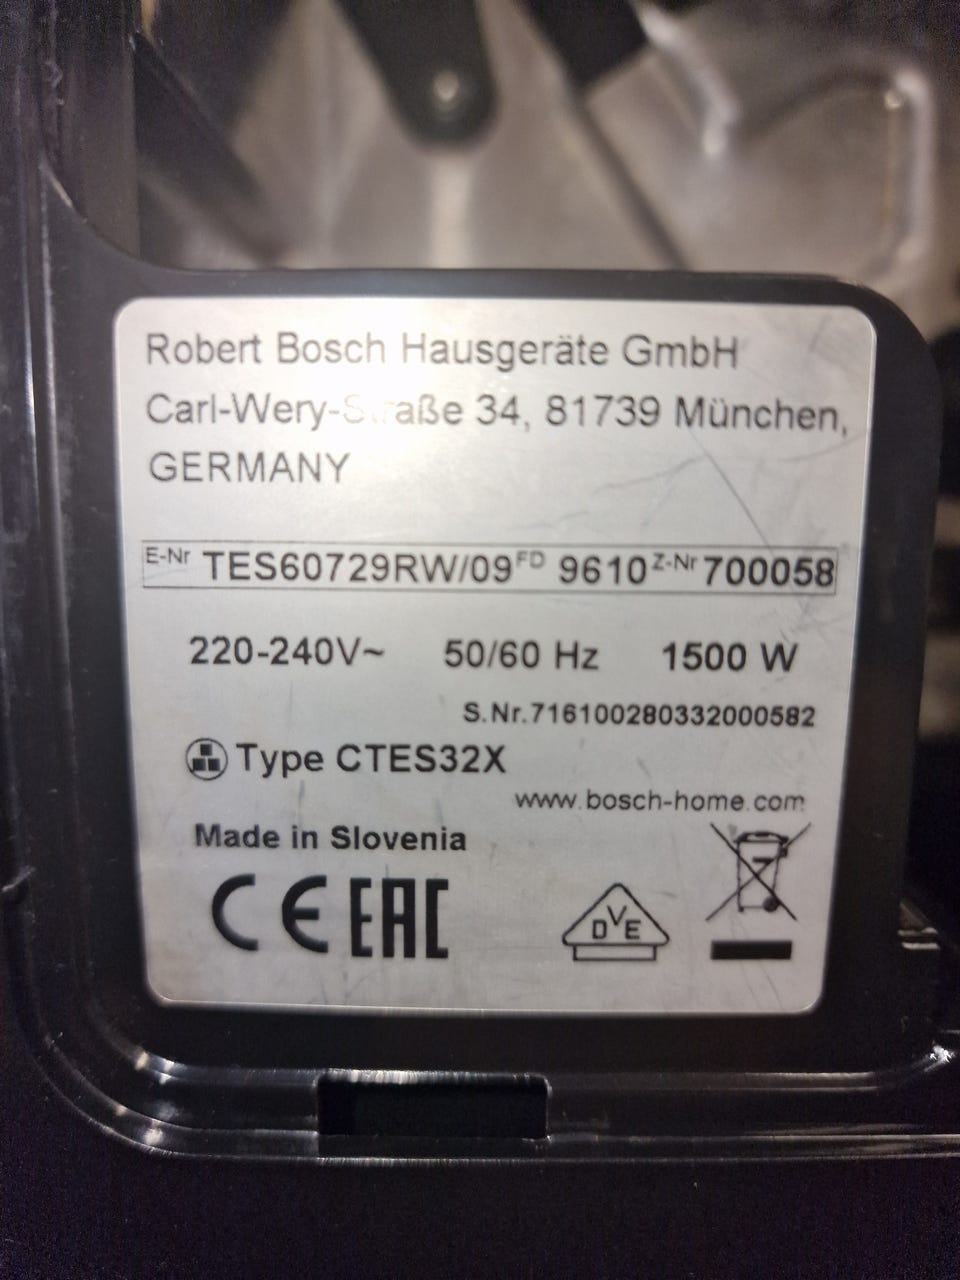 Robert Bosch Hausgeräte GmbH
Carl-Wery-Straße 34, 81739 München,
GERMANY
E-Nr TES60729RW/09 FD 9610 Z-Nr 700058
220-240V~ 50/60 Hz 1500 W
S.Nr.716100280332000582
Type CTES32X
www.bosch-home.com
Made in Slovenia
CE EAC DVE